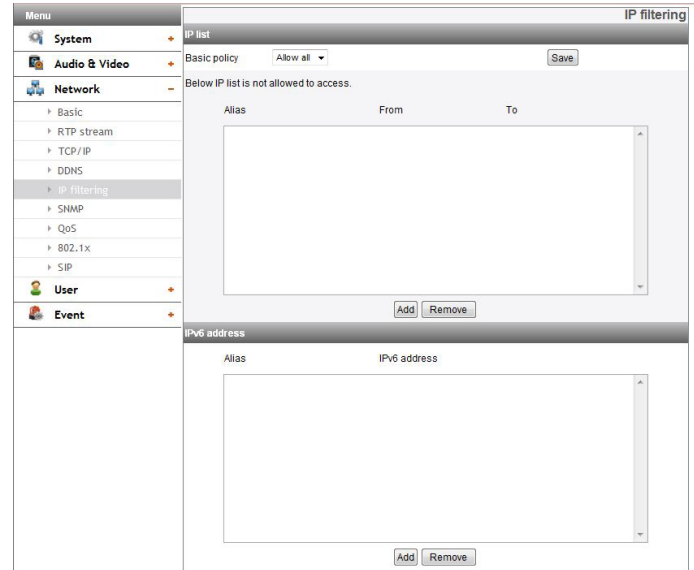 Menu
System
Audio & Video
Network
Basic
RTP stream
TCP/IP
DDNS
IP filtering
SNMP
QoS
802.1x
SIP
User
Event
IP filtering
IP list
Basic policy Allow all Save
Below IP list is not allowed to access.
Alias From To
Add Remove
IPv6 address
Alias IPv6 address
Add Remove